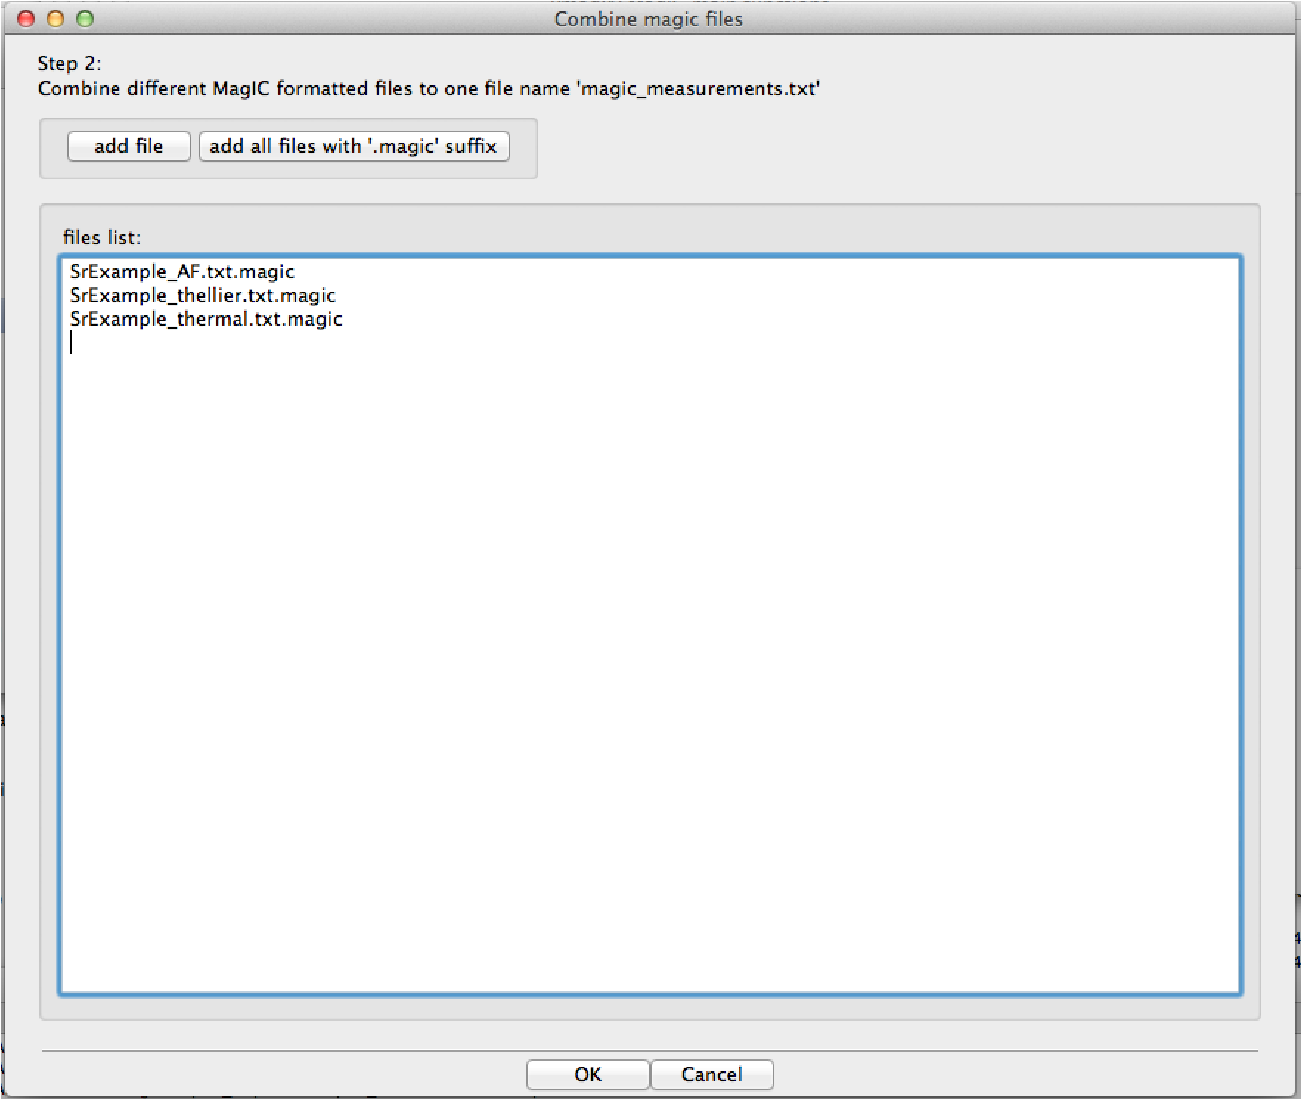 Combine magic files
Step 2:
Combine different MagIC formatted files to one file name 'magic_measurements.txt'
add file
add all files with '.magic' suffix
files list:
SrExample_AF.txt.magic
SrExample_thellier.txt.magic
SrExample_thermal.txt.magic
OK
Cancel